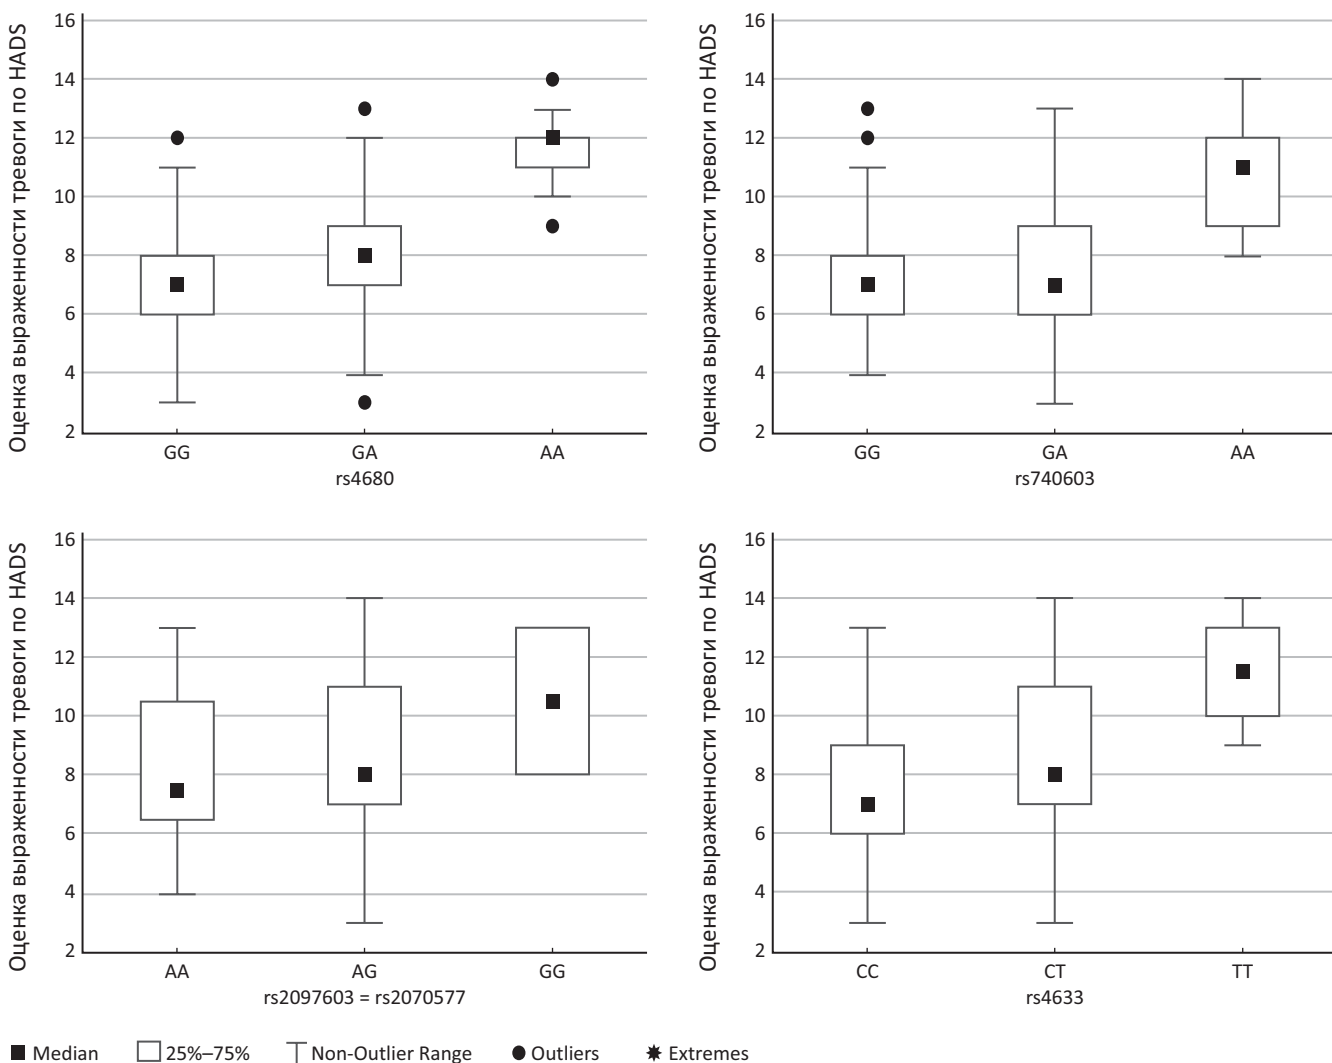 Оценка выраженности тревоги по HADS
16
14
12
10
8
6
4
2
GG GA AA
rs4680
Оценка выраженности тревоги по HADS
16
14
12
10
8
6
4
2
GG GA AA
rs740603
Оценка выраженности тревоги по HADS
16
14
12
10
8
6
4
2
AA AG GG
rs2097603 = rs2070577
Оценка выраженности тревоги по HADS
16
14
12
10
8
6
4
2
CC CT TT
rs4633
Median 25%–75% Non-Outlier Range Outliers Extremes